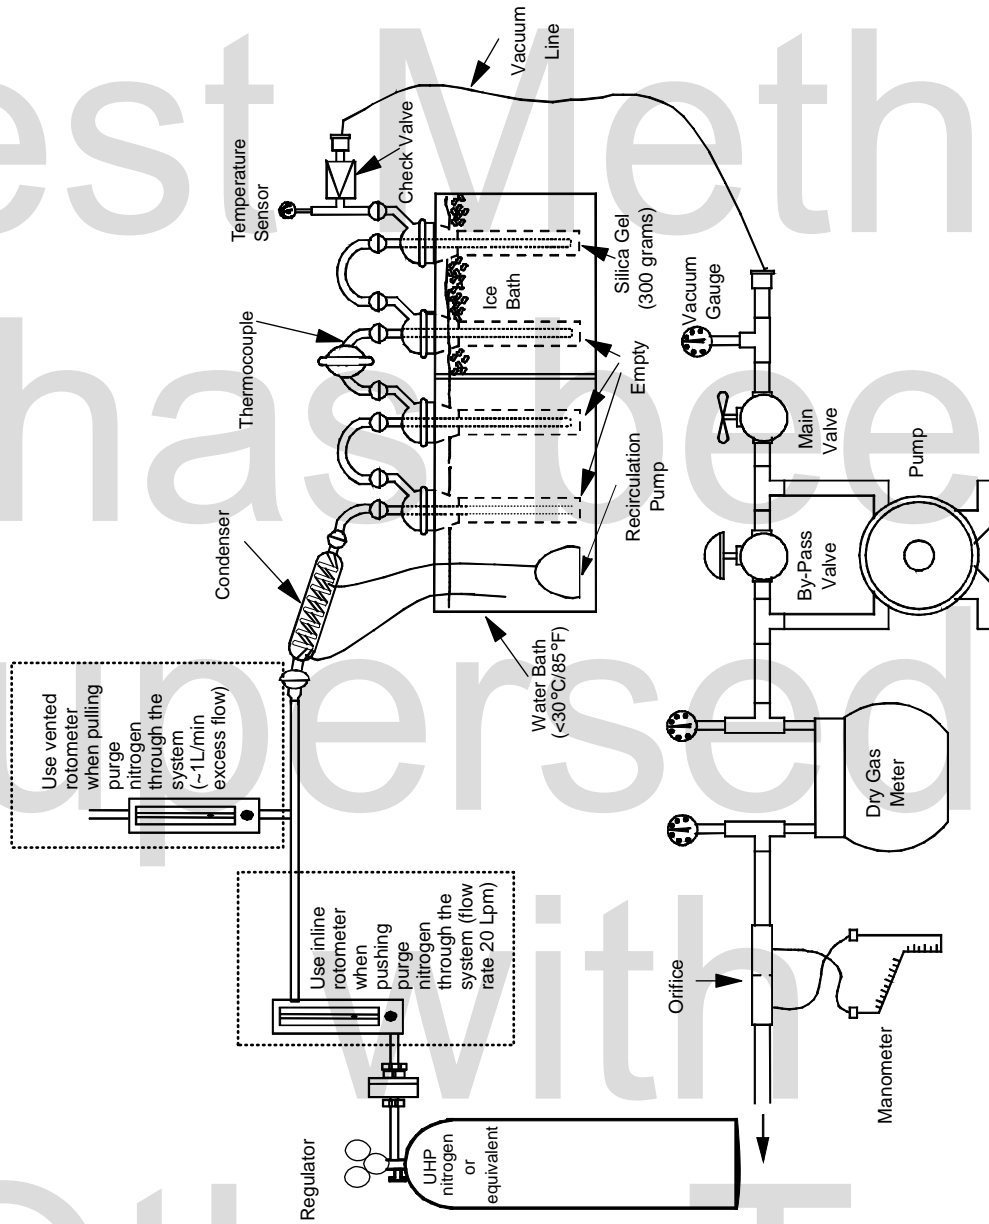 est Meth
has bee
upersed
with
Oth
T
Use vented
rotometer
when pulling
purge
nitrogen
through the
system
(~1L/min
excess flow)
Use inline
rotometer
when
pushing
purge
nitrogen
through the
system (flow
rate 20 Lpm)
Regulator
UHP
nitrogen
or
equivalent
Condenser
Thermocouple
Temperature
Sensor
Check Valve
Vacuum
Line
Ice
Bath
Silica Gel
(300 grams)
Empty
Recirculation
Pump
Water Bath
(<30°C/85°F)
Vacuum
Gauge
Main
Valve
Pump
By-Pass
Valve
Dry Gas
Meter
Orifice
Manometer